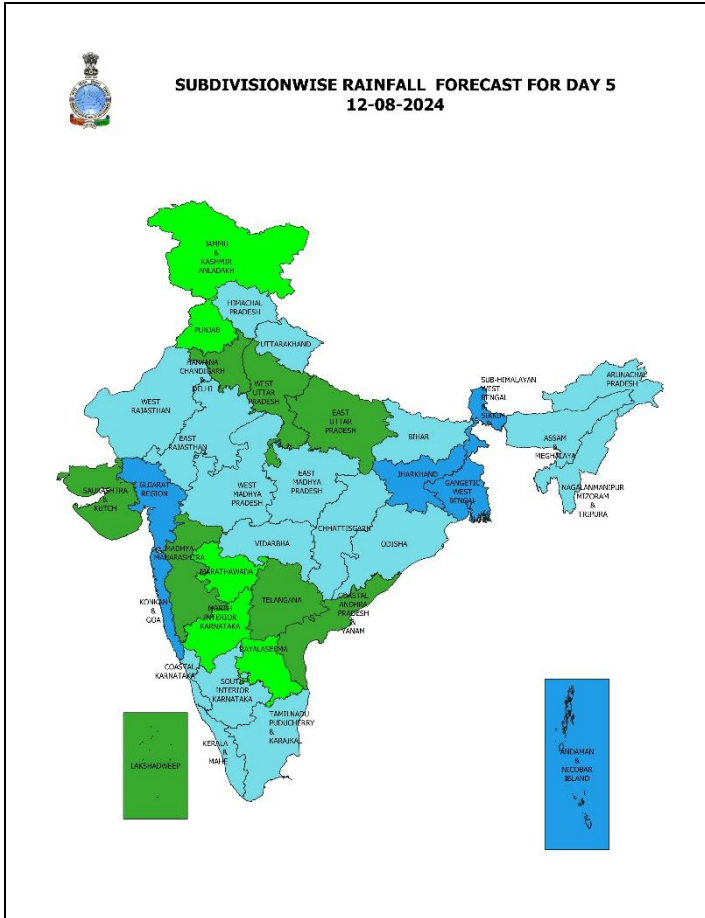 SUBDIVISIONWISE RAINFALL FORECAST FOR DAY 5
12-08-2024
JAMMU
&
KASHMIR
ANLADAKH
HIMACHAL
PRADESH
PUNJAB
UTTARAKHAND
HARYANA
CHANDIGARH
&
DELHI
WEST
UTTAR
PRADESH
SUB-HIMALAYAN
WEST
BENGAL
&
SIKKIM
ARUNACHAL
PRADESH
WEST
RAJASTHAN
EAST
UTTAR
PRADESH
EAST
RAJASTHAN
BIHAR
ASSAM
&
MEGHALAYA
GUJARAT
REGION
JHARKHAND
GANGETIC
WEST
BENGAL
WEST
MADHYA
PRADESH
EAST
MADHYA
PRADESH
NAGALANMANIPUR
MIZORAM
&
TRIPURA
SAURASHTRA
&
KUTCH
CHHATTISGARH
ODISHA
VIDARBHA
MADHYA
MAHARASHTRA
MARATHAWADA
TELANGANA
COASTAL
ANDHRA
PRADESH
&
YANAM
KONKAN
&
GOA
NORTH
INTERIOR
KARNATAKA
RAYALASEEMA
COASTAL
KARNATAKA
SOUTH
INTERIOR
KARNATAKA
TAMILNADU
PUDUCHERRY
&
KARAIKAL
KERALA
&
MAHE
LAKSHADWEEP
ANDAMAN
&
NICOBAR
ISLAND